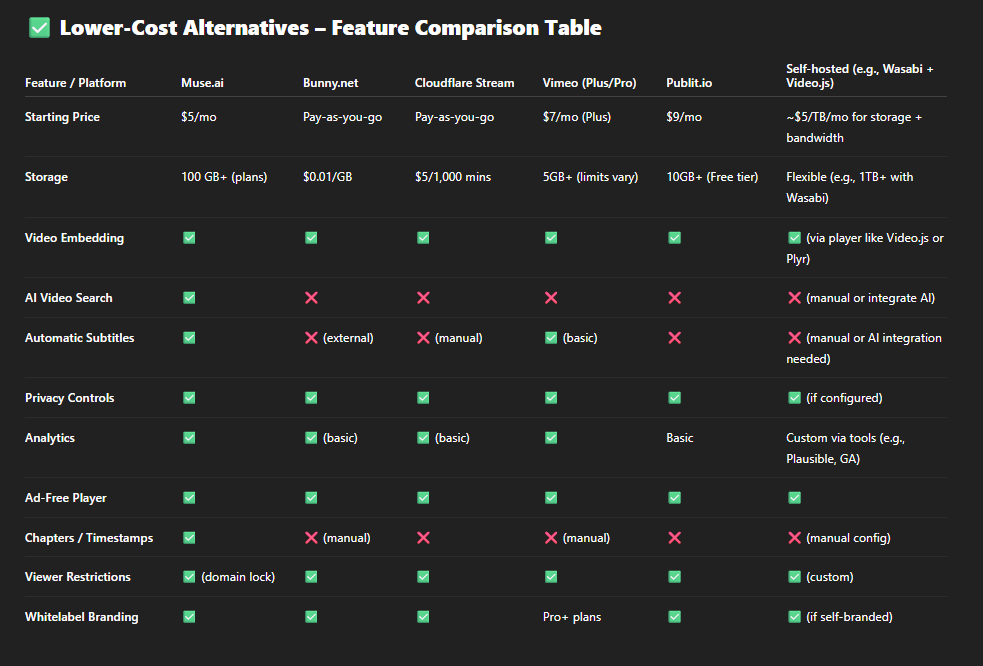 ✅ Lower-Cost Alternatives – Feature Comparison Table
Feature / Platform Muse.ai Bunny.net Cloudflare Stream Vimeo (Plus/Pro) Publit.io Self-hosted (e.g., Wasabi +
Video.js)
Starting Price $5/mo Pay-as-you-go Pay-as-you-go $7/mo (Plus) $9/mo ~$5/TB/mo for storage +
bandwidth
Storage 100 GB+ (plans) $0.01/GB $5/1,000 mins 5GB+ (limits vary) 10GB+ (Free tier) Flexible (e.g., 1TB+ with
Wasabi)
Video Embedding ✅ ✅ ✅ ✅ ✅ ✅ (via player like Video.js or
Plyr)
AI Video Search ✅ ❌ ❌ ❌ ❌ ❌ (manual or integrate AI)
Automatic Subtitles ✅ ❌ (external) ❌ (manual) ✅ (basic) ❌ ❌ (manual or AI integration
needed)
Privacy Controls ✅ ✅ ✅ ✅ ✅ ✅ (if configured)
Analytics ✅ ✅ (basic) ✅ (basic) ✅ Basic Custom via tools (e.g.,
Plausible, GA)
Ad-Free Player ✅ ✅ ✅ ✅ ✅ ✅
Chapters / Timestamps ✅ ❌ (manual) ❌ ❌ (manual) ❌ ❌ (manual config)
Viewer Restrictions ✅ (domain lock) ✅ ✅ ✅ ✅ ✅ (custom)
Whitelabel Branding ✅ ✅ ✅ Pro+ plans ✅ ✅ (if self-branded)